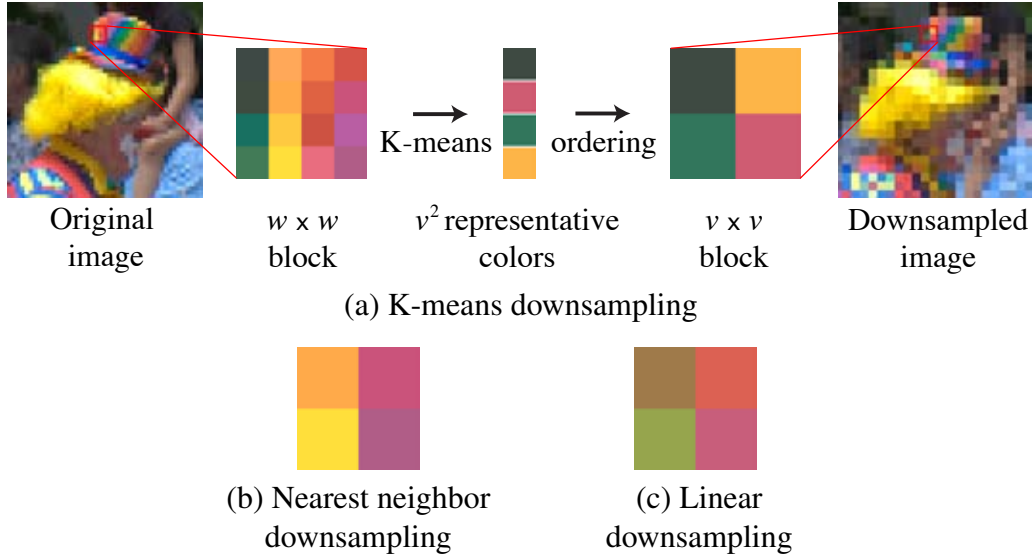 K-means
ordering
Original
image
w x w
block
v² representative
colors
v x v
block
Downsampled
image
(a) K-means downsampling
(b) Nearest neighbor
downsampling
(c) Linear
downsampling